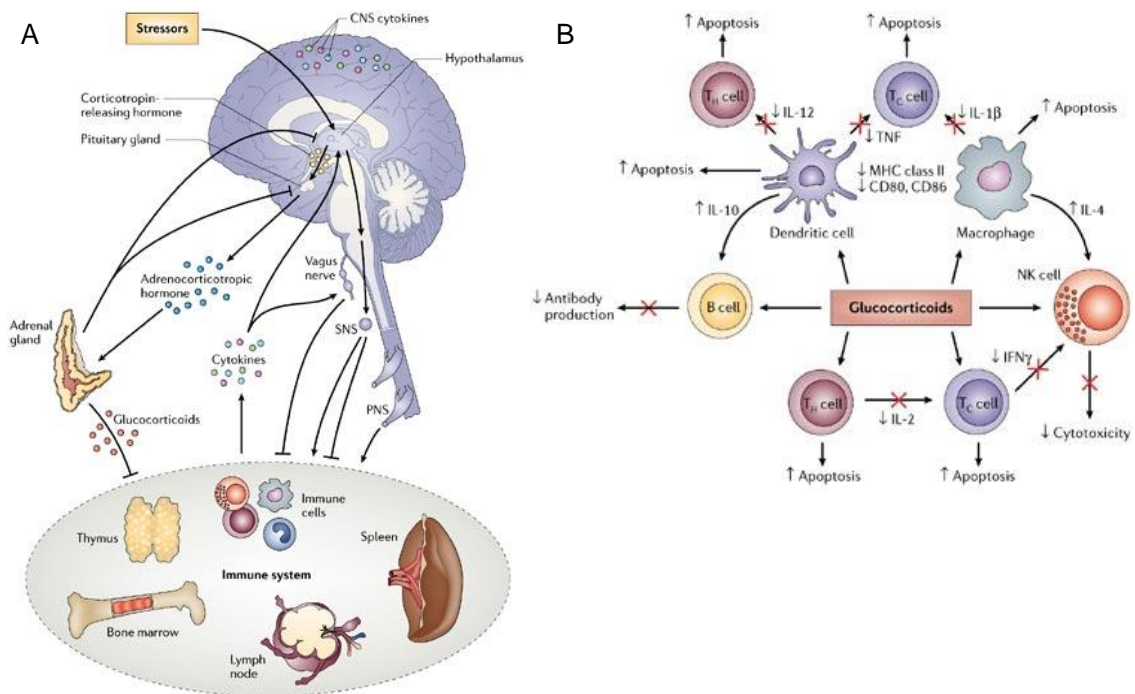 A
Stressors
CNS cytokines
Hypothalamus
Corticotropin-
releasing hormone
Pituitary gland
Vagus
nerve
Adrenocorticotropic
hormone
Adrenal
gland
SNS
Cytokines
PNS
Glucocorticoids
Immune
cells
Thymus
Spleen
Immune system
Bone marrow
Lymph
node
B
↑ Apoptosis
↑ Apoptosis
TH cell
TC cell
↓ IL-12
↓ TNF
↓ IL-1β
↑ Apoptosis
↑ Apoptosis
↓ MHC class II
↓ CD80, CD86
↑ IL-10
↑ IL-4
Dendritic cell
Macrophage
NK cell
↓ Antibody
production
B cell
Glucocorticoids
↓ IFNγ
TH cell
↓ IL-2
TC cell
↓ Cytotoxicity
↑ Apoptosis
↑ Apoptosis